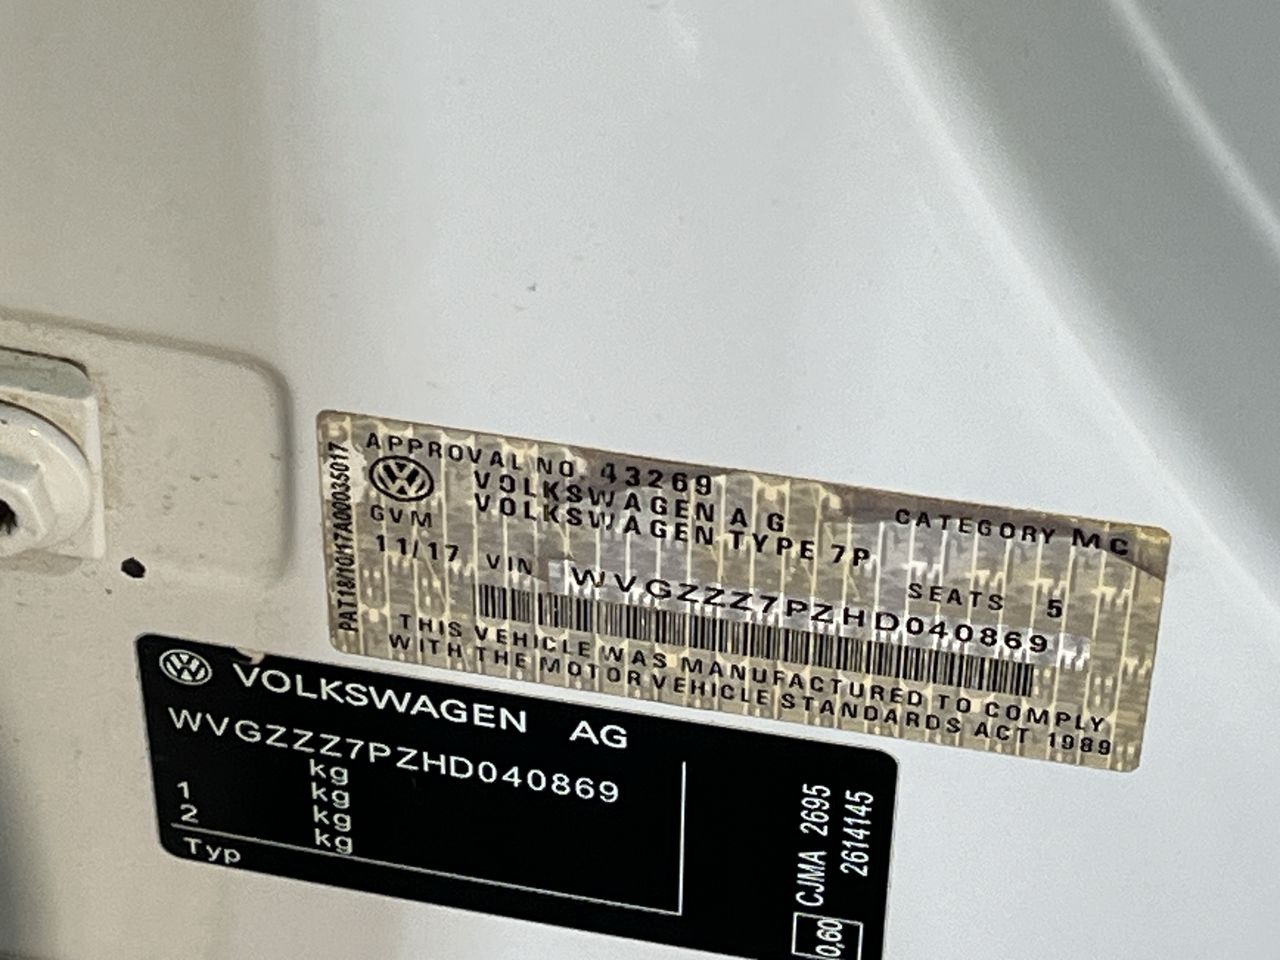 APPROVAL NO. 43269
CATEGORY MC
VOLKSWAGEN AG
VOLKSWAGEN TYPE 7P
GVM
SEATS 5
11/17
VIN WVGZZZ7PZHD040869
THIS VEHICLE WAS MANUFACTURED TO COMPLY
WITH THE MOTOR VEHICLE STANDARDS ACT 1989
PAT18/10/17A00035017
VOLKSWAGEN AG
WVGZZZ7PZHD040869
kg
1 kg
2 kg
kg
Typ
0,60 CJMA 2695
2614145